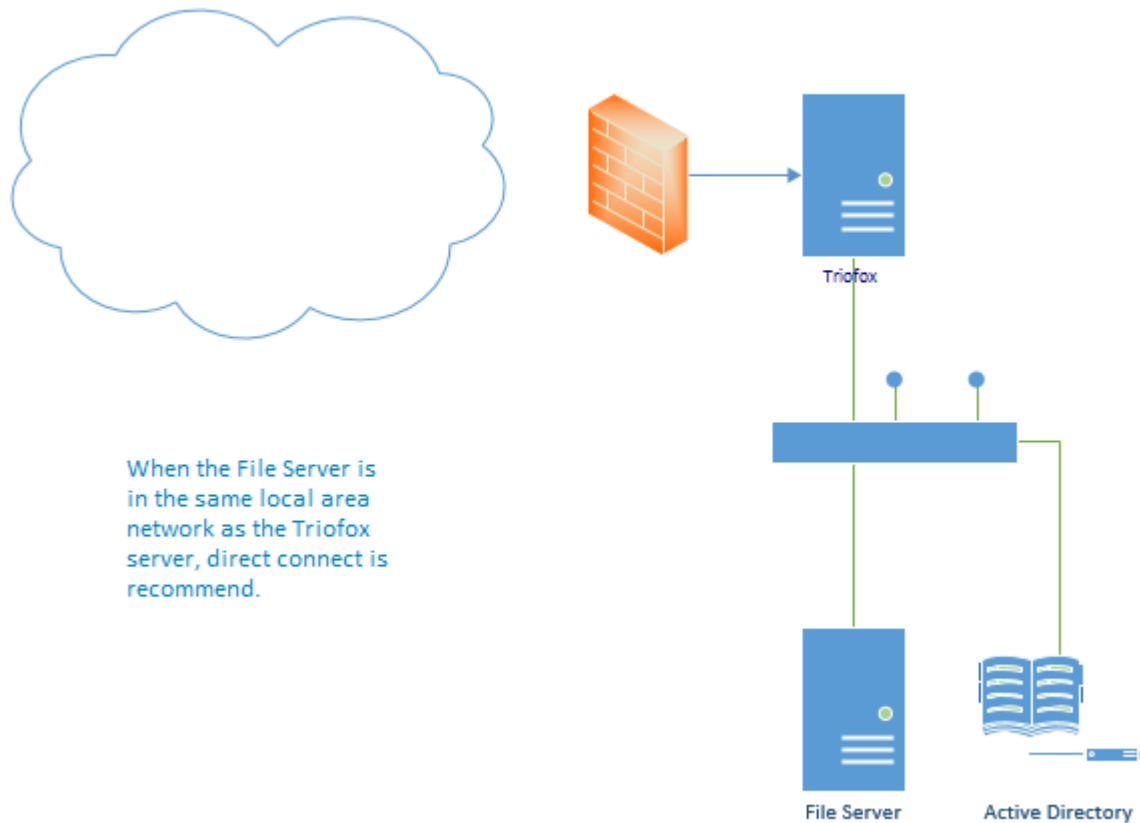 Triofox
When the File Server is
in the same local area
network as the Triofox
server, direct connect is
recommend.
File Server
Active Directory